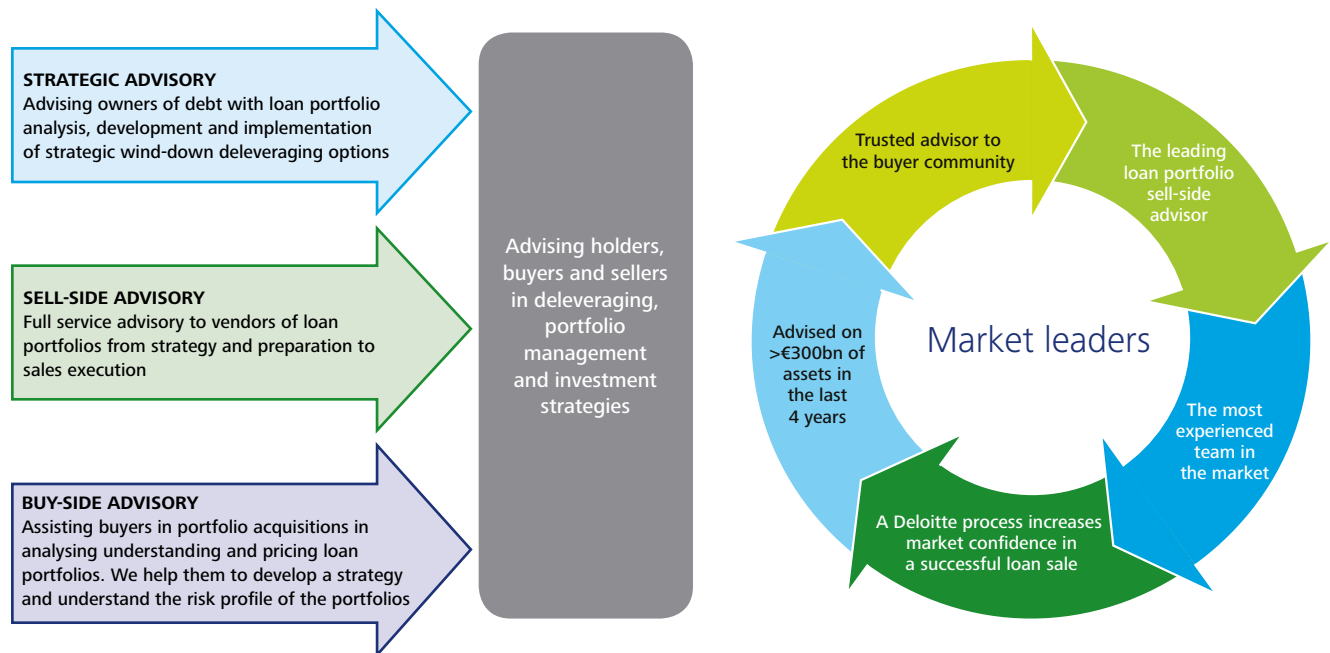 STRATEGIC ADVISORY
Advising owners of debt with loan portfolio
analysis, development and implementation
of strategic wind-down deleveraging options
SELL-SIDE ADVISORY
Full service advisory to vendors of loan
portfolios from strategy and preparation to
sales execution
BUY-SIDE ADVISORY
Assisting buyers in portfolio acquisitions in
analysing understanding and pricing loan
portfolios. We help them to develop a strategy
and understand the risk profile of the portfolios
Advising holders,
buyers and sellers
in deleveraging,
portfolio
management
and investment
strategies
Trusted advisor to
the buyer community
The leading
loan portfolio
sell-side
advisor
The most
experienced
team in
the market
A Deloitte process increases
market confidence in
a successful loan sale
Advised on
>€300bn of
assets in
the last
4 years
Market leaders